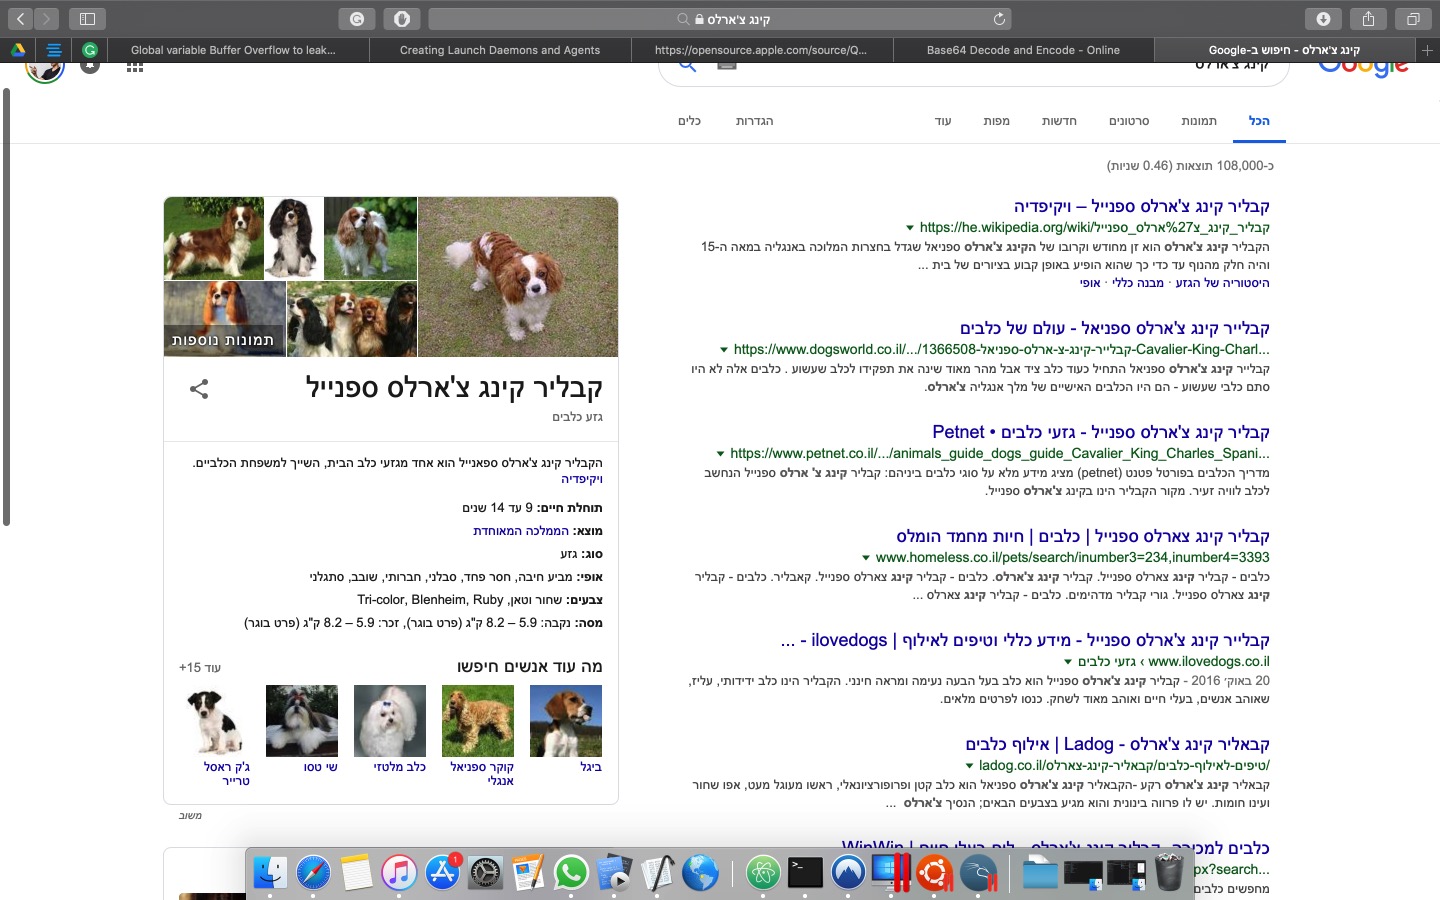 קינג צ'ארלס
Global variable Buffer Overflow to leak...
Creating Launch Daemons and Agents
https://opensource.apple.com/source/Q...
Base64 Decode and Encode - Online
קינג צ'ארלס - חיפוש ב-Google
Google
קינג צ'ארלס
הכל
תמונות
סרטונים
חדשות
מפות
עוד
הגדרות
כלים
כ-108,000 תוצאות (0.46 שניות)
קבליר קינג צ'ארלס ספנייל – ויקיפדיה
https://he.wikipedia.org/wiki/קבליר_קינג_צ%27ארלס_ספנייל
הקבליר קינג צ'ארלס הוא זן מחודש וקרובו של הקינג צ'ארלס ספניאל שגדל בחצרות המלוכה באנגליה במאה ה-15
והיה חלק מהנוף עד כדי כך שהוא הופיע באופן קבוע בציורים של בית ...
היסטוריה של הגזע · מבנה כללי · אופי
קבלייר קינג צ'ארלס ספניאל - עולם של כלבים
https://www.dogsworld.co.il/.../1366508-קבלייר-קינג-צ-ארלס-ספניאל-Cavalier-King-Charl...
קבלייר קינג צ'ארלס ספניאל התחיל כעוד כלב ציד אבל מהר מאוד שינה את תפקידו לכלב שעשוע . כלבים אלה לא היו
סתם כלבי שעשוע - הם היו הכלבים האישיים של מלך אנגליה צ'ארלס.
קבליר קינג צ'ארלס ספנייל - גזעי כלבים • Petnet
https://www.petnet.co.il/.../animals_guide_dogs_guide_Cavalier_King_Charles_Spani...
מדריך הכלבים בפורטל פטנט (petnet) מציג מידע מלא על סוגי כלבים ביניהם: קבליר קינג צ' ארלס ספנייל הנחשב
לכלב לוויה זעיר. מקור הקבליר הינו בקינג צ'ארלס ספנייל.
קבליר קינג צארלס ספנייל | כלבים | חיות מחמד הומלס
www.homeless.co.il/pets/search/inumber3=234,inumber4=3393
כלבים - קבליר קינג צארלס ספנייל. קבליר קינג צ'ארלס. כלבים - קבליר קינג צארלס ספנייל. קאבליר. כלבים - קבליר
קינג צארלס ספנייל. גורי קבליר מדהימים. כלבים - קבליר קינג צארלס ...
קבלייר קינג צ'ארלס ספנייל - מידע כללי וטיפים לאילוף | ilovedogs - ...
www.ilovedogs.co.il › גזעי כלבים
20 באוק׳ 2016 - קבליר קינג צ'ארלס ספנייל הוא כלב בעל הבעה נעימה ומראה חינני. הקבליר הינו כלב ידידותי, עליז,
שאוהב אנשים, בעלי חיים ואוהב מאוד לשחק. כנסו לפרטים מלאים.
קבאליר קינג צ'ארלס - Ladog | אילוף כלבים
ladog.co.il/טיפים-לאילוף-כלבים/קבאליר-קינג-צארלס/
קבאליר קינג צ'ארלס רקע -הקבאליר קינג צ'ארלס ספניאל הוא כלב קטן ופרופורציונאלי, ראשו מעוגל מעט, אפו שחור
ועינו חומות. יש לו פרווה בינונית והוא מגיע בצבעים הבאים; הנסיך צ'ארלס ...
כלבים למכירה
WinWin
px?search...
מחפשים כלבים
תמונות נוספות
קבליר קינג צ'ארלס ספנייל
גזע כלבים
הקבליר קינג צ'ארלס ספאנייל הוא אחד מגזעי כלב הבית, השייך למשפחת הכלביים.
ויקיפדיה
תוחלת חיים: 9 עד 14 שנים
מוצא: הממלכה המאוחדת
סוג: גזע
אופי: מביע חיבה, חסר פחד, סבלני, חברותי, שובב, סתגלני
צבעים: שחור וטאן, Tri-color, Blenheim, Ruby
מסה: נקבה: 5.9 – 8.2 ק"ג (פרט בוגר), זכר: 5.9 – 8.2 ק"ג (פרט בוגר)
מה עוד אנשים חיפשו
עוד 15+
ביגל
קוקר ספניאל
אנגלי
כלב מלטזי
שי טסו
ג'ק ראסל
טרייר
משוב
1